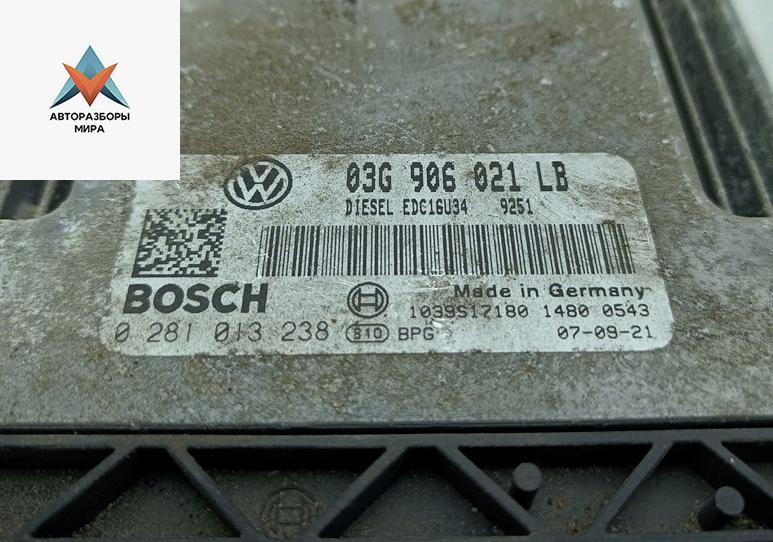 АВТОРАЗБОРЫ
МИРА
03G 906 021 LB
DIESEL EDC16U34 9251
BOSCH
Made in Germany
1039S17180 1480 0543
0 281 013 238 B10 BPG 07-09-21